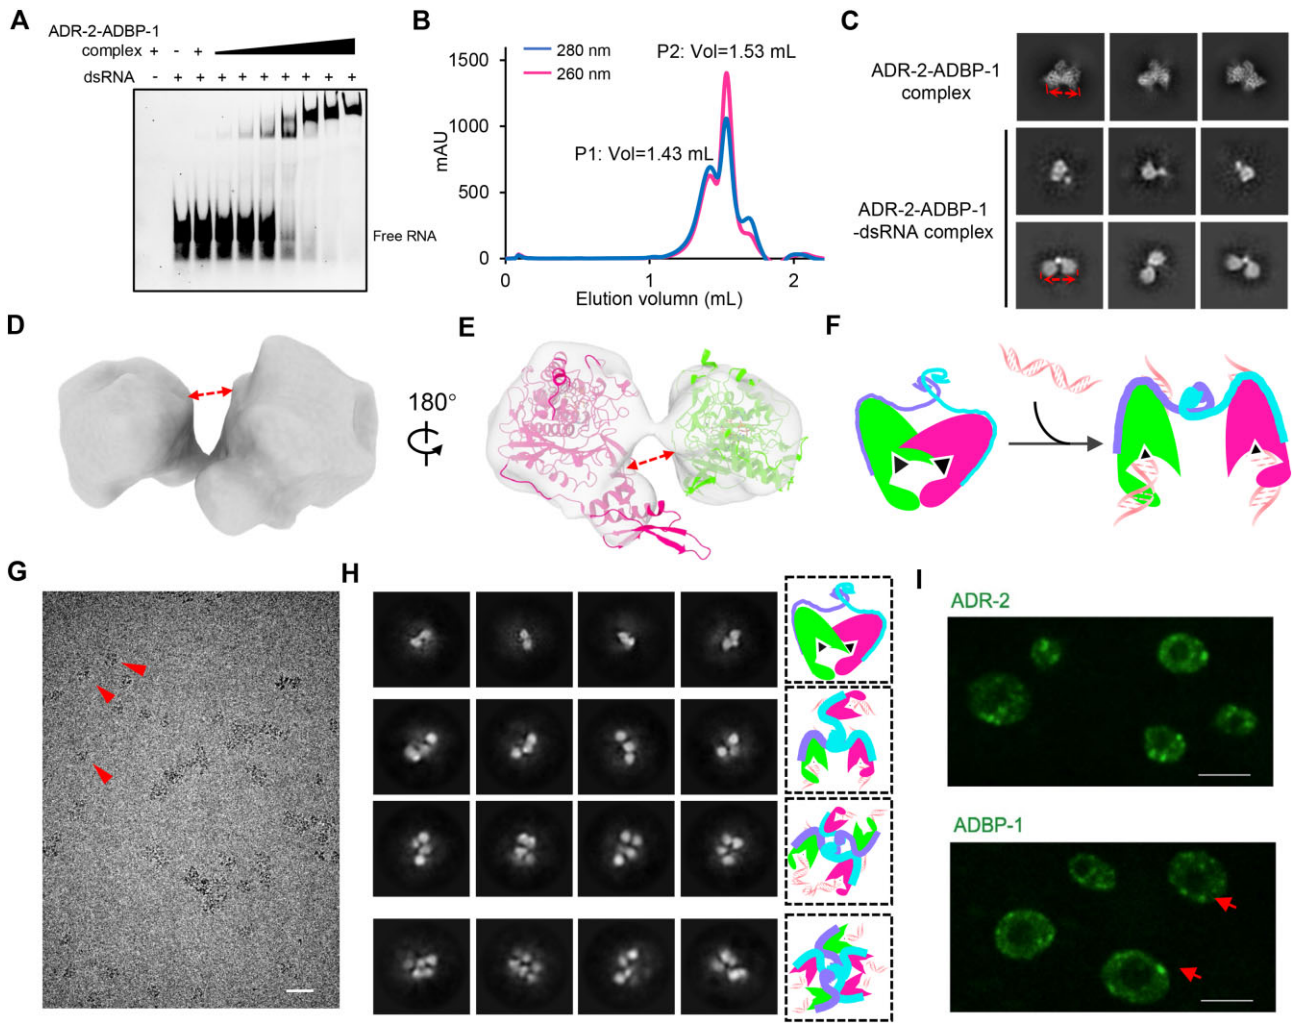 A
ADR-2-ADBP-1
complex + - +
dsRNA - + + + + + + + + +
Free RNA
B
280 nm
260 nm
P2: Vol=1.53 mL
P1: Vol=1.43 mL
mAU
1500
1000
500
0
0 1 2
Elution volumn (mL)
C
ADR-2-ADBP-1
complex
ADR-2-ADBP-1
-dsRNA complex
D
180°
E
F
G
H
I
ADR-2
ADBP-1